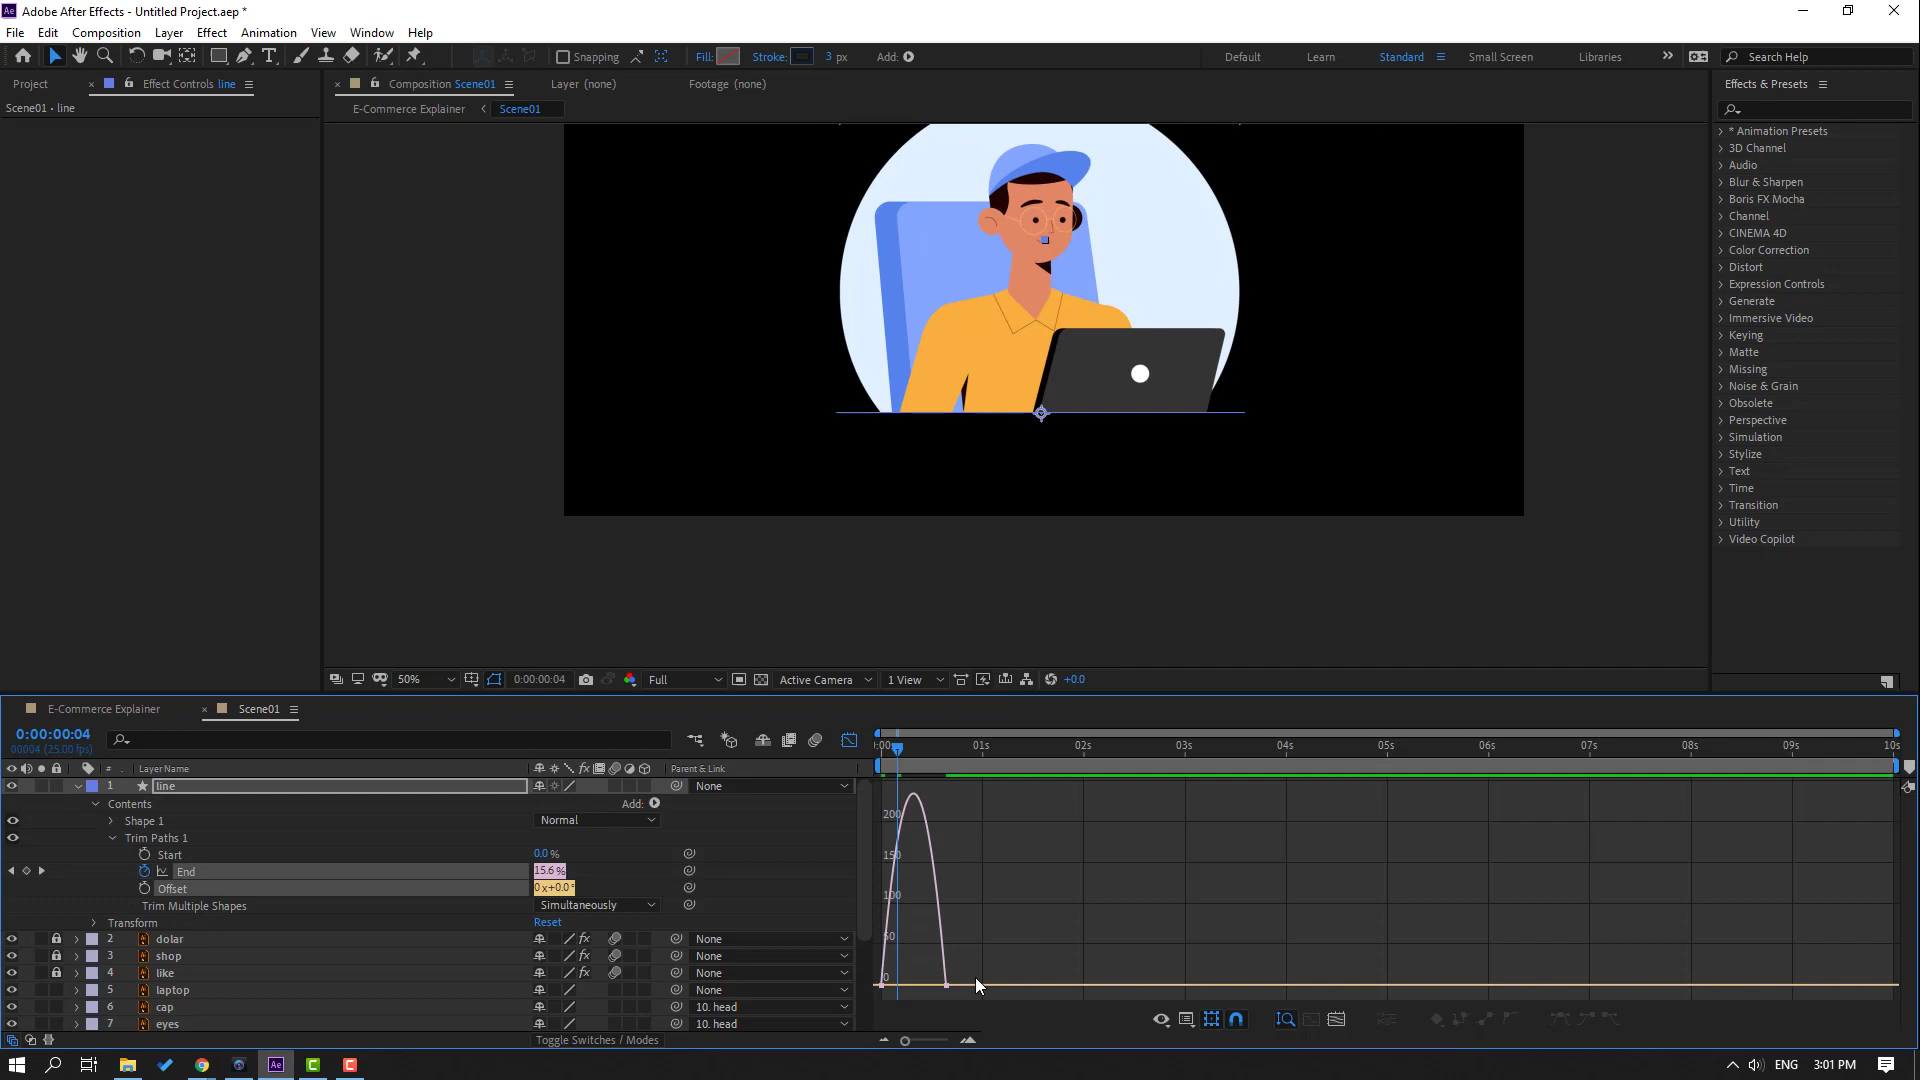 Adobe After Effects - Untitled Project.aep *
File Edit Composition Layer Effect Animation View Window Help
Snapping Fill: Stroke: 3 px Add: Default Learn Standard Small Screen Libraries Search Help
Project Effect Controls line Composition Scene01 Layer (none) Footage (none) Effects & Presets
Scene01 • line
E-Commerce Explainer Scene01
* Animation Presets
3D Channel
Audio
Blur & Sharpen
Boris FX Mocha
Channel
CINEMA 4D
Color Correction
Distort
Expression Controls
Generate
Immersive Video
Keying
Matte
Missing
Noise & Grain
Obsolete
Perspective
Simulation
Stylize
Text
Time
Transition
Utility
Video Copilot
50% 0:00:00:04 Full Active Camera 1 View +0.0
E-Commerce Explainer Scene01
0:00:00:04
00004 (25.00 fps)
01s 02s 03s 04s 05s 06s 07s 08s 09s 10s
# Layer Name Parent & Link
1 line None
Contents Add:
Shape 1 Normal
Trim Paths 1
Start 0.0 %
End 15.6 %
Offset 0 x+0.0 °
Trim Multiple Shapes Simultaneously
Transform Reset
2 dolar fx None
3 shop fx None
4 like fx None
5 laptop None
6 cap 10. head
7 eyes 10. head
Toggle Switches / Modes
200
150
100
50
0
Ae ENG 3:01 PM